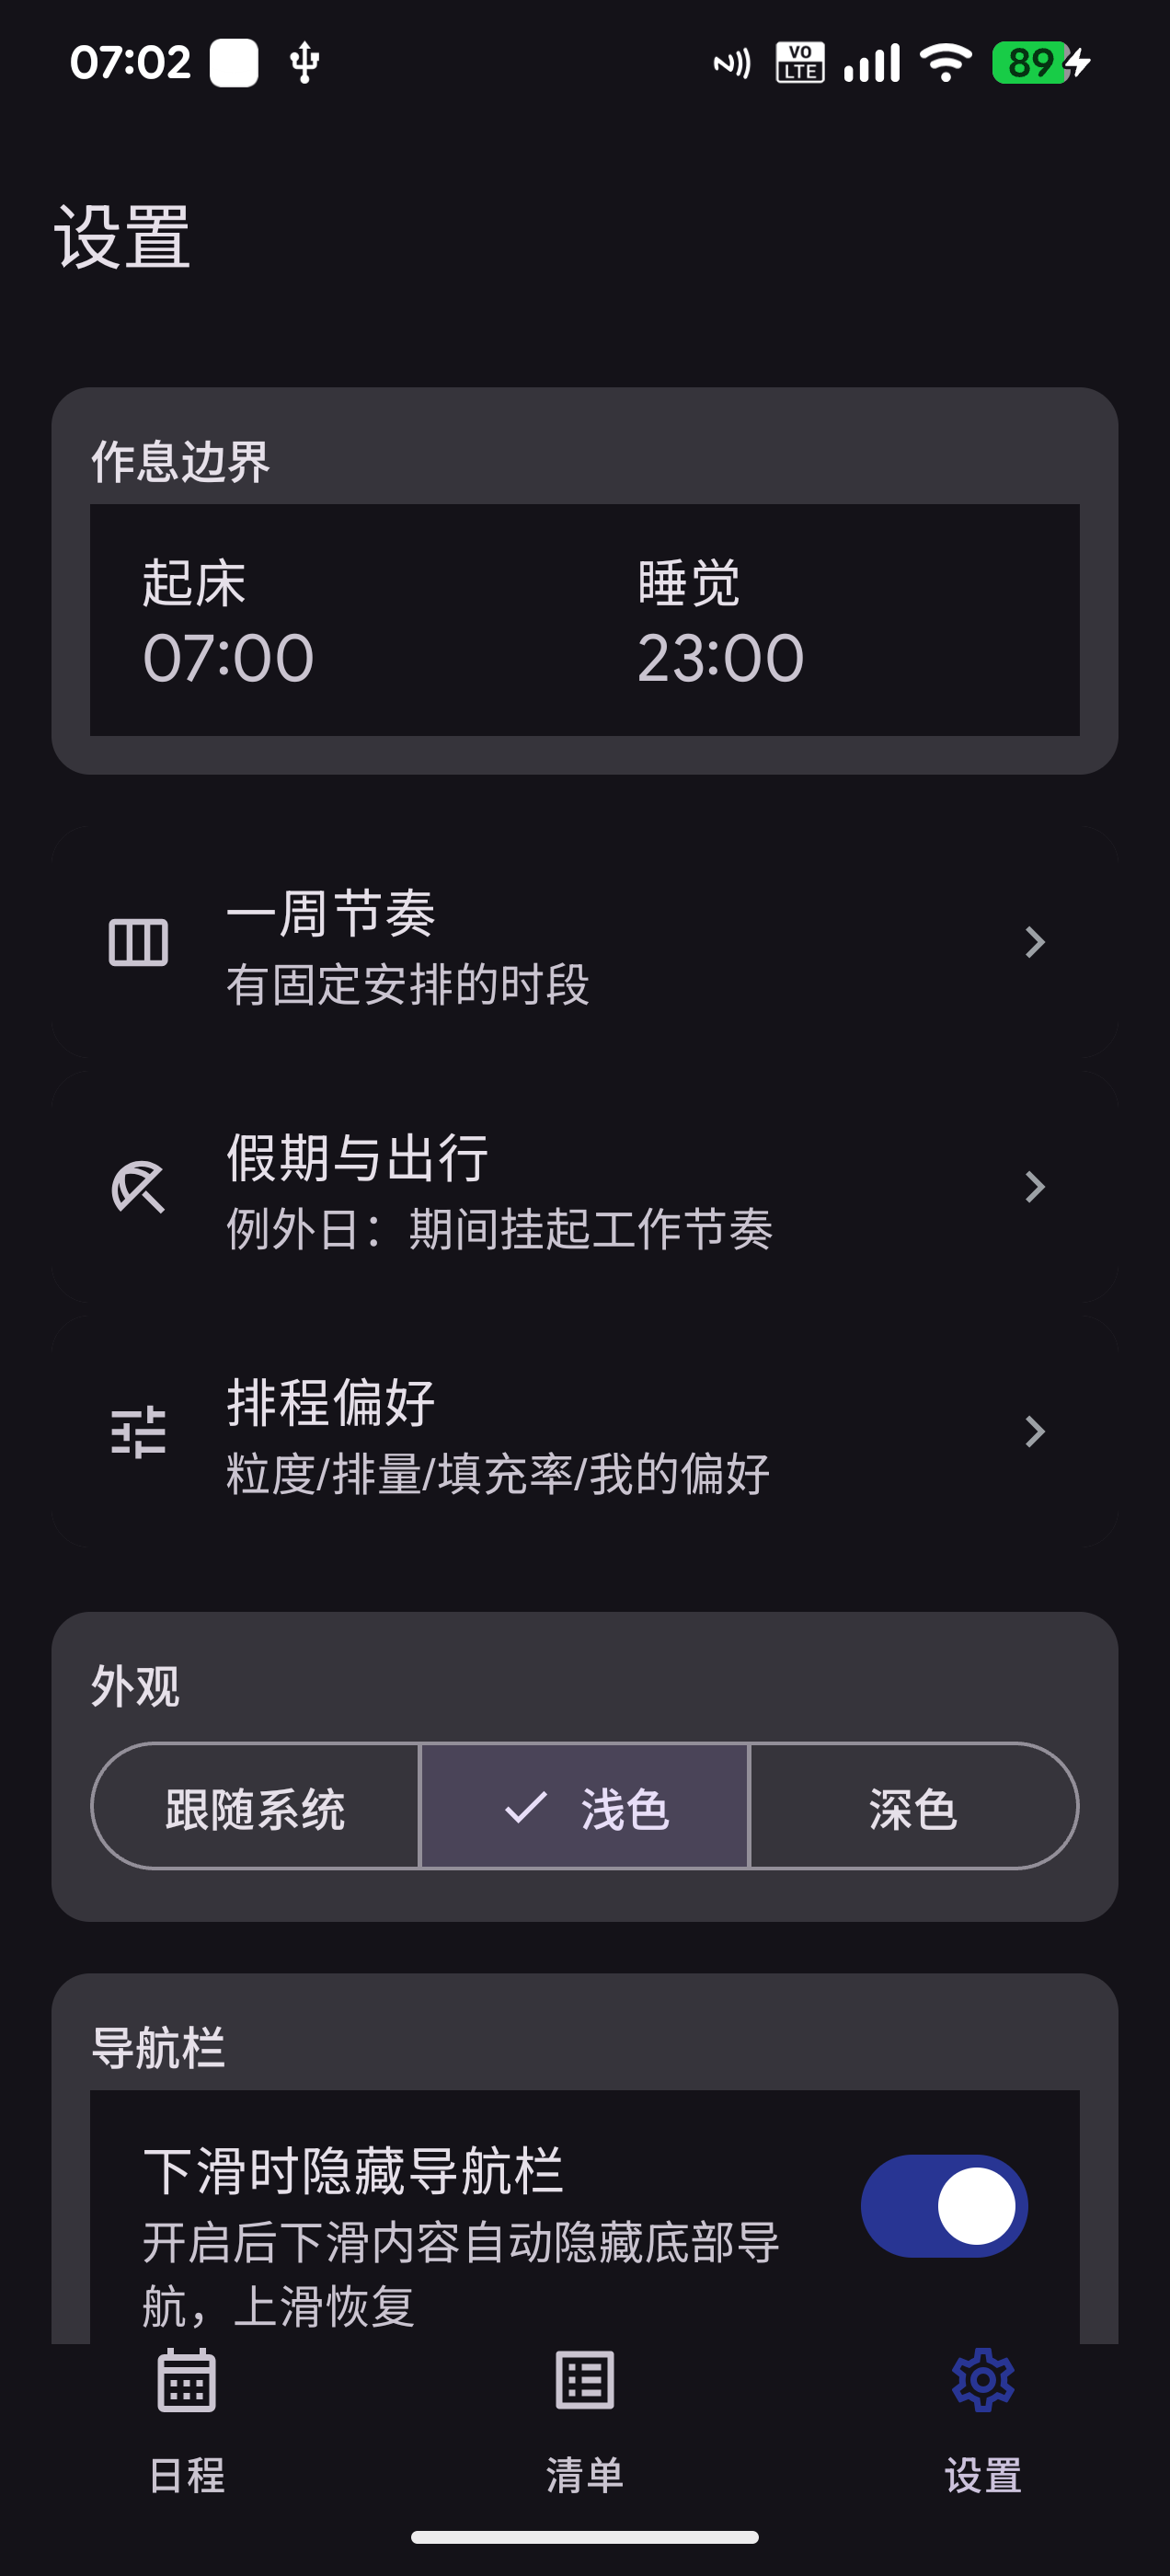 07:02
VO
LTE
89
设置
作息边界
起床
睡觉
07:00
23:00
一周节奏
有固定安排的时段
假期与出行
例外日：期间挂起工作节奏
排程偏好
粒度/排量/填充率/我的偏好
外观
跟随系统
浅色
深色
导航栏
下滑时隐藏导航栏
开启后下滑内容自动隐藏底部导
航，上滑恢复
日程
清单
设置